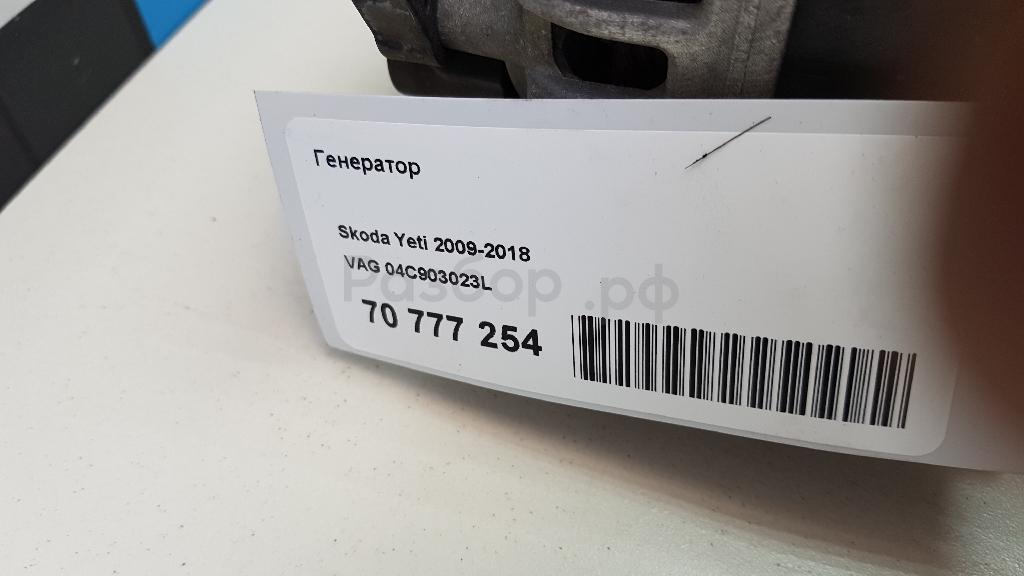 Генератор
Skoda Yeti 2009-2018
VAG 04C903023L
Разбор.рф
70 777 254